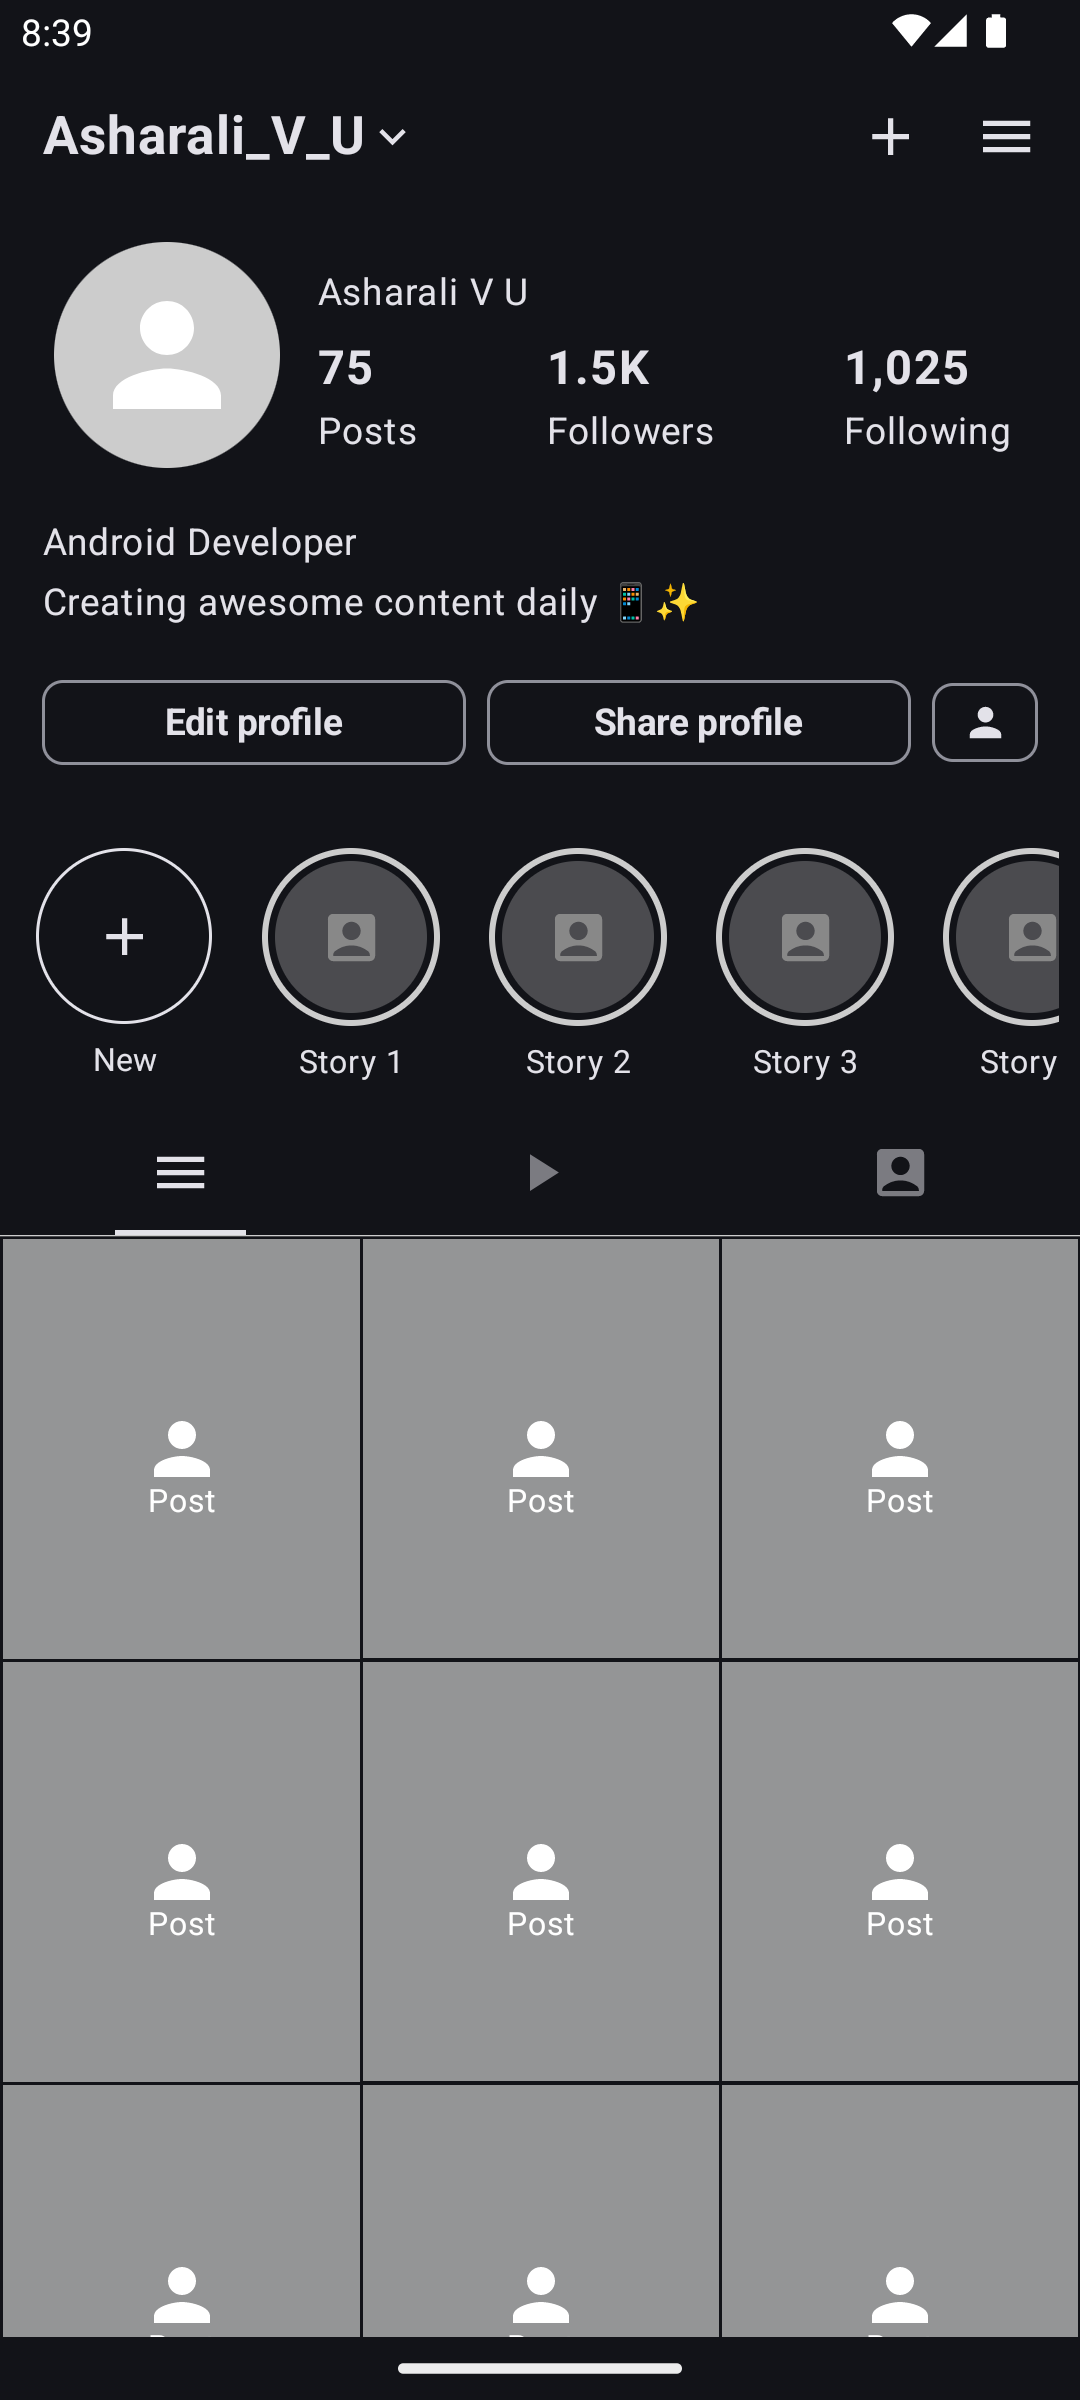 8:39
Asharali_V_U
Asharali V U
75 1.5K 1,025
Posts Followers Following
Android Developer
Creating awesome content daily 📱✨
Edit profile Share profile
New Story 1 Story 2 Story 3 Story
Post Post Post
Post Post Post